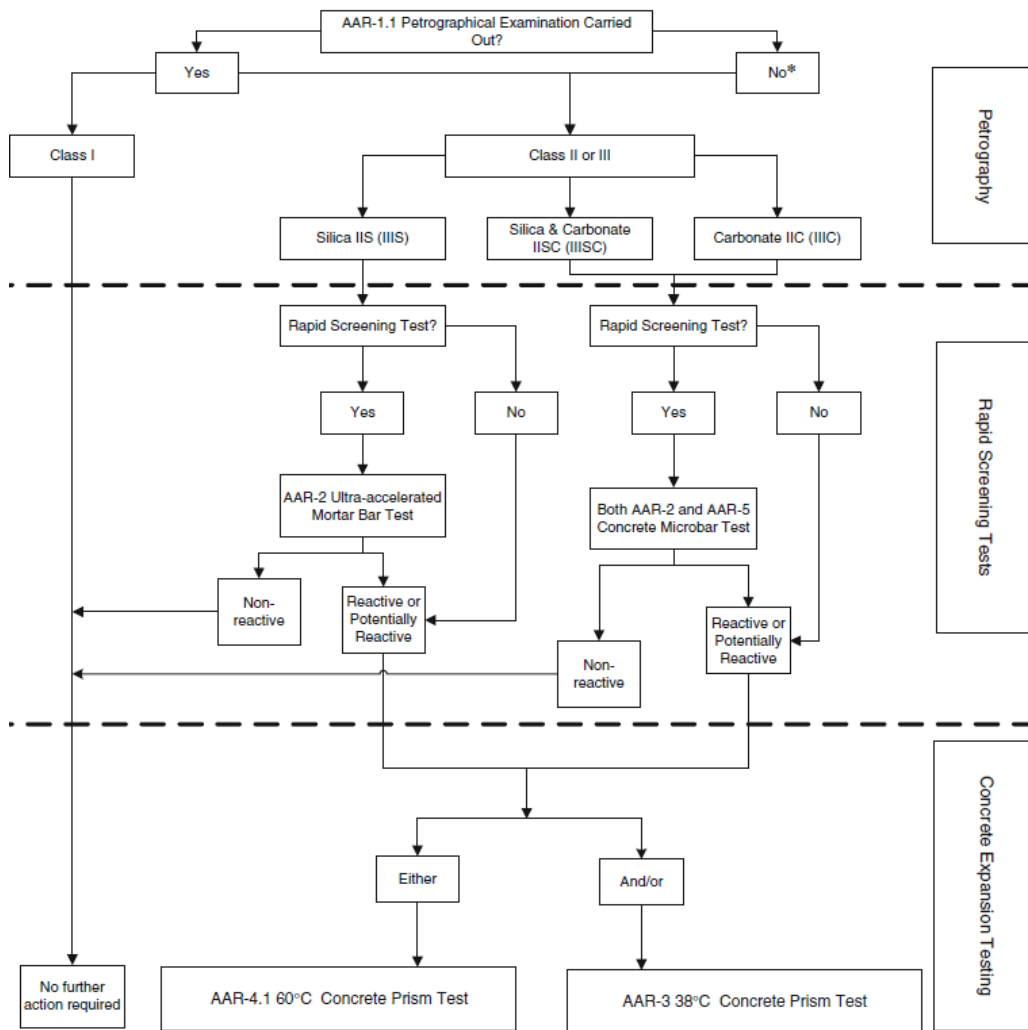 AAR-1.1 Petrographical Examination Carried
Out?
Yes
No*
Petrography
Class I
Class II or III
Silica IIS (IIIS)
Silica & Carbonate
IISC (IIISC)
Carbonate IIC (IIIC)
Rapid Screening Test?
Rapid Screening Test?
Rapid Screening Tests
Yes
No
Yes
No
AAR-2 Ultra-accelerated
Mortar Bar Test
Both AAR-2 and AAR-5
Concrete Microbar Test
Non-
reactive
Reactive or
Potentially
Reactive
Non-
reactive
Reactive or
Potentially
Reactive
Concrete Expansion Testing
Either
And/or
No further
action required
AAR-4.1 60°C Concrete Prism Test
AAR-3 38°C Concrete Prism Test